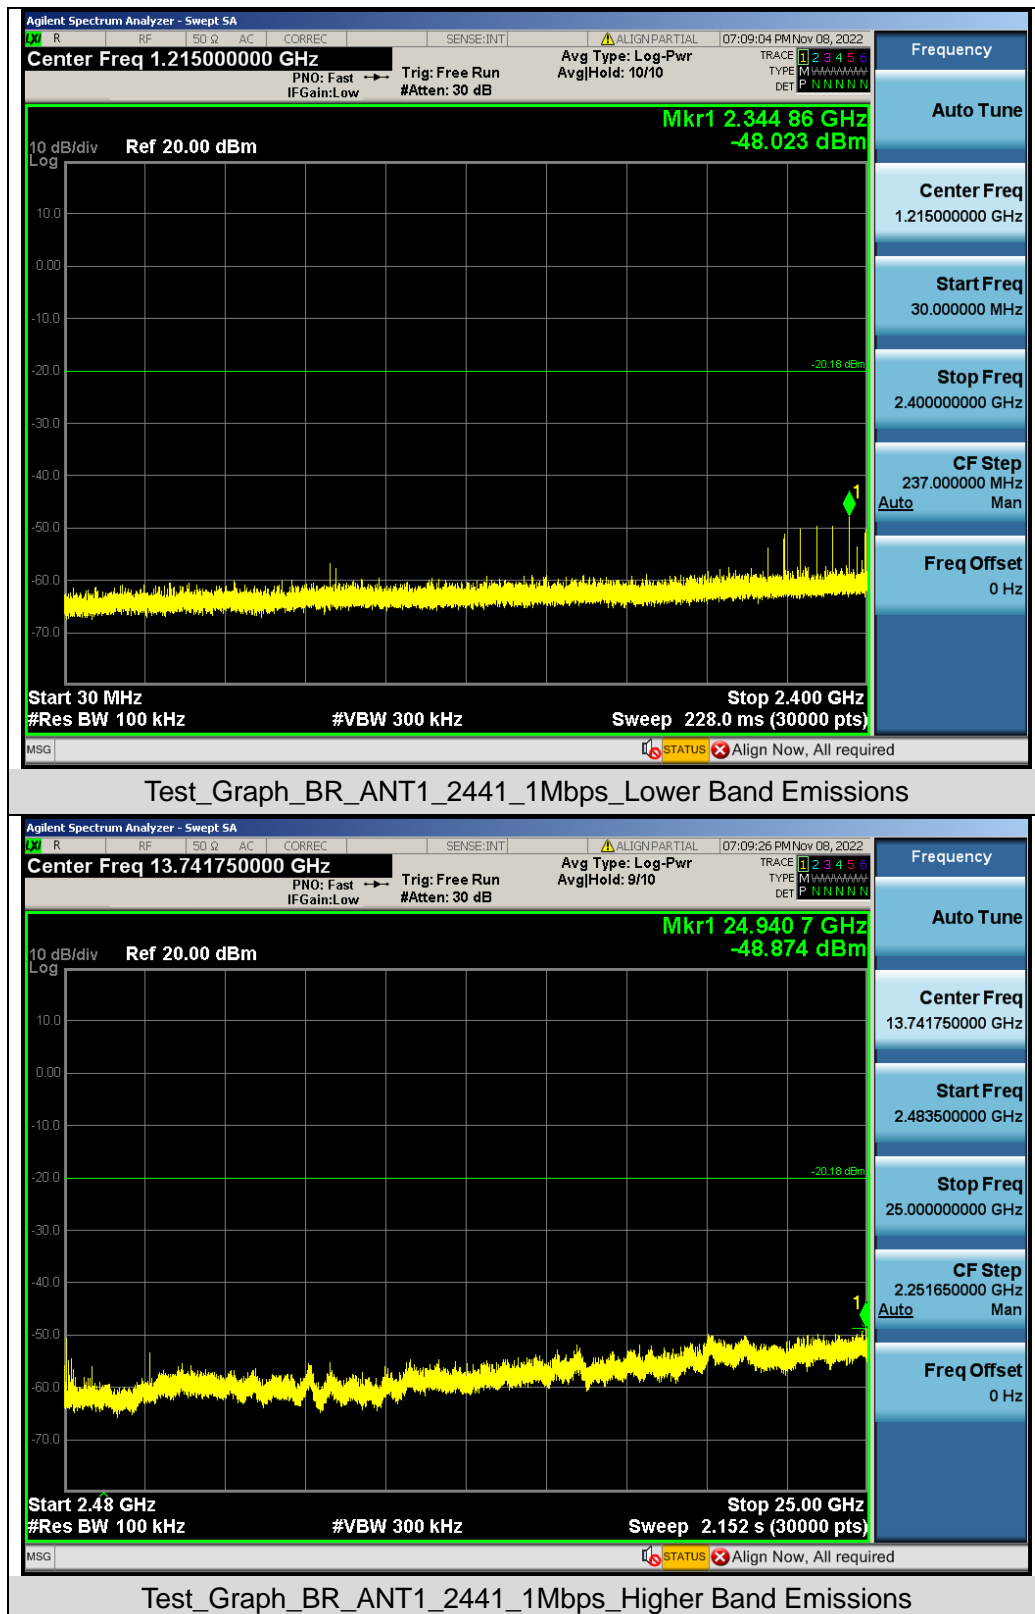 Agilent Spectrum Analyzer - Swept SA
LXI R RF 50 Ω AC CORREC SENSE:INT ALIGN PARTIAL 07:09:04 PM Nov 08, 2022
Center Freq 1.215000000 GHz
PNO: Fast
IFGain:Low
Trig: Free Run
#Atten: 30 dB
Avg Type: Log-Pwr
Avg|Hold: 10/10
TRACE 1 2 3 4 5 6
TYPE M WWWWW
DET P N N N N N
Mkr1 2.344 86 GHz
-48.023 dBm
10 dB/div Ref 20.00 dBm
Log
10.0
0.00
-10.0
-20.0
-20.18 dBm
-30.0
-40.0
1
-50.0
-60.0
-70.0
Start 30 MHz Stop 2.400 GHz
#Res BW 100 kHz #VBW 300 kHz Sweep 228.0 ms (30000 pts)
MSG STATUS Align Now, All required
Frequency
Auto Tune
Center Freq
1.215000000 GHz
Start Freq
30.000000 MHz
Stop Freq
2.400000000 GHz
CF Step
237.000000 MHz
Auto Man
Freq Offset
0 Hz
Test_Graph_BR_ANT1_2441_1Mbps_Lower Band Emissions
Agilent Spectrum Analyzer - Swept SA
LXI R RF 50 Ω AC CORREC SENSE:INT ALIGN PARTIAL 07:09:26 PM Nov 08, 2022
Center Freq 13.741750000 GHz
PNO: Fast
IFGain:Low
Trig: Free Run
#Atten: 30 dB
Avg Type: Log-Pwr
Avg|Hold: 9/10
TRACE 1 2 3 4 5 6
TYPE M WWWWW
DET P N N N N N
Mkr1 24.940 7 GHz
-48.874 dBm
10 dB/div Ref 20.00 dBm
Log
10.0
0.00
-10.0
-20.0
-20.18 dBm
-30.0
-40.0
1
-50.0
-60.0
-70.0
Start 2.48 GHz Stop 25.00 GHz
#Res BW 100 kHz #VBW 300 kHz Sweep 2.152 s (30000 pts)
MSG STATUS Align Now, All required
Frequency
Auto Tune
Center Freq
13.741750000 GHz
Start Freq
2.483500000 GHz
Stop Freq
25.000000000 GHz
CF Step
2.251650000 GHz
Auto Man
Freq Offset
0 Hz
Test_Graph_BR_ANT1_2441_1Mbps_Higher Band Emissions